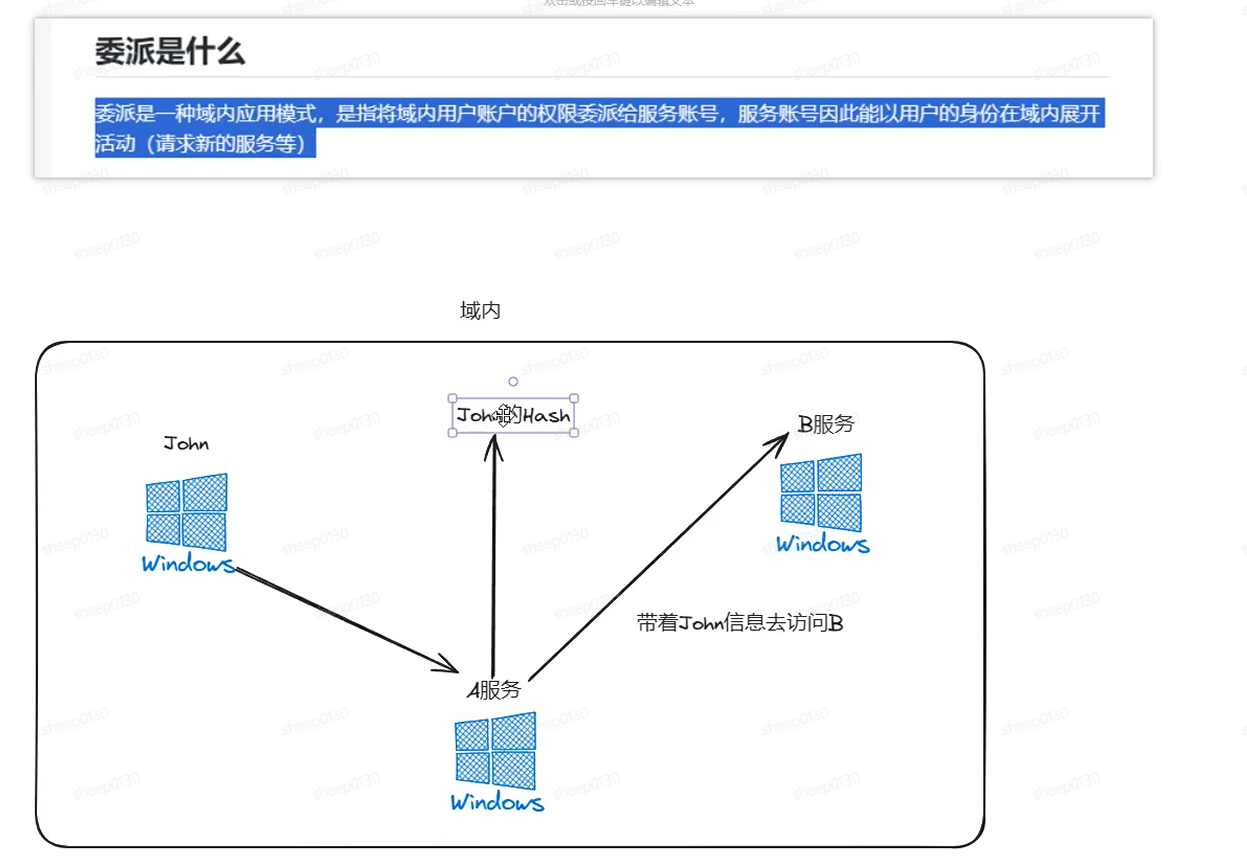 双击或按回车键以编辑文本
委派是什么
委派是一种域内应用模式，是指将域内用户账户的权限委派给服务账号，服务账号因此能以用户的身份在域内展开
活动（请求新的服务等）
域内
John的Hash
B服务
John
Windows
Windows
带着John信息去访问B
A服务
Windows
sheep0130